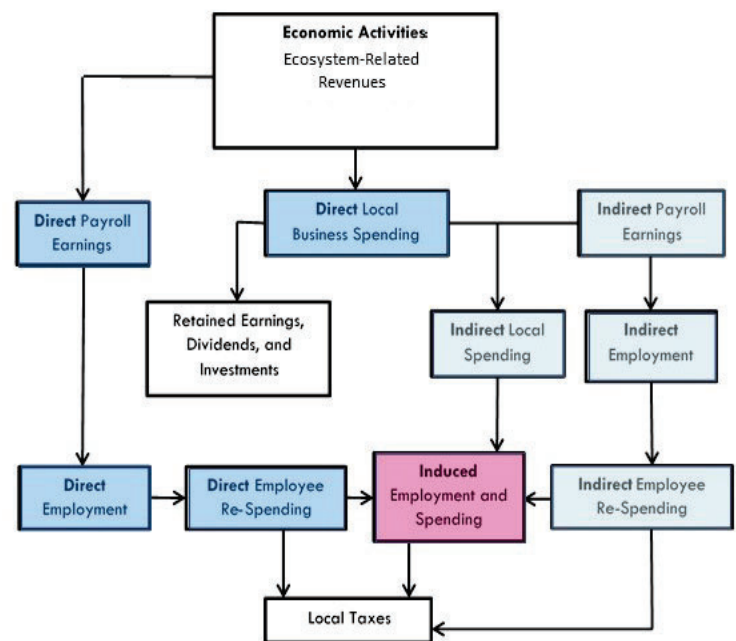 Economic Activities:
Ecosystem-Related
Revenues
Direct Payroll
Earnings
Direct Local
Business Spending
Indirect Payroll
Earnings
Retained Earnings,
Dividends, and
Investments
Indirect Local
Spending
Indirect
Employment
Direct
Employment
Direct Employee
Re-Spending
Induced
Employment and
Spending
Indirect Employee
Re-Spending
Local Taxes